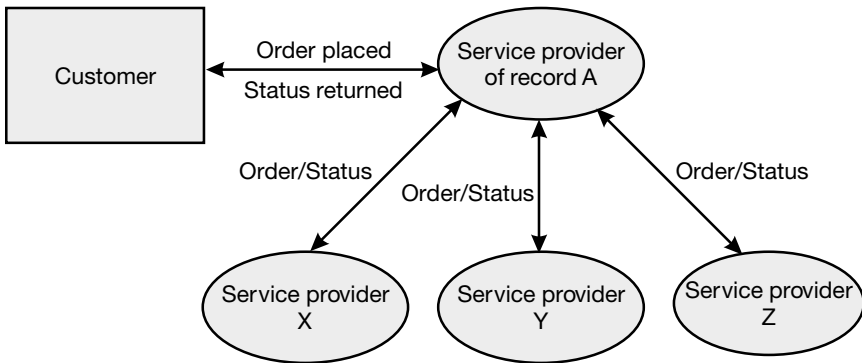 Customer
Order placed
Status returned
Service provider
of record A
Order/Status
Order/Status
Order/Status
Service provider
X
Service provider
Y
Service provider
Z